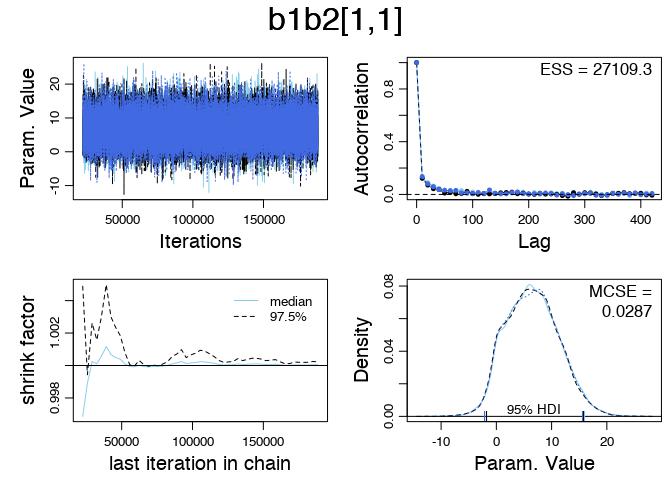 b1b2[1,1]
Param. Value
-10 0 10 20
50000 100000 150000
Iterations
Autocorrelation
0.0 0.4 0.8
ESS = 27109.3
0 100 200 300 400
Lag
shrink factor
0.998 1.002
median
97.5%
50000 100000 150000
last iteration in chain
Density
0.00 0.04 0.08
MCSE =
0.0287
95% HDI
-10 0 10 20
Param. Value